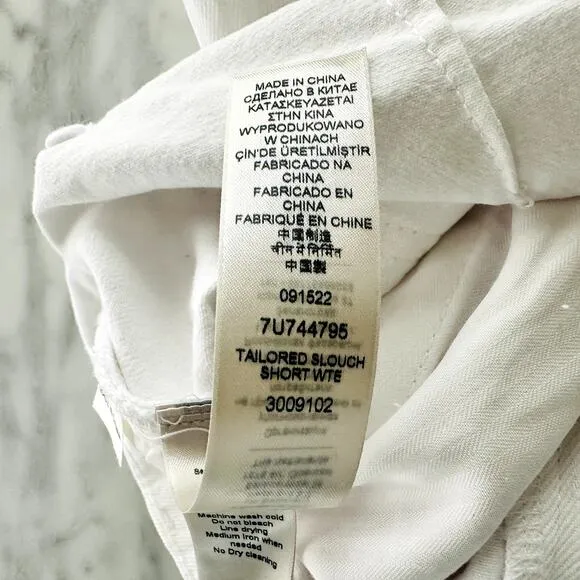 MADE IN CHINA
СДЕЛАНО В КИТАЕ
ΚΑΤΑΣΚΕΥΑΖΕΤΑΙ
ΣΤΗΝ ΚΙΝΑ
WYPRODUKOWANO
W CHINACH
ÇİN'DE ÜRETİLMİŞTİR
FABRICADO NA
CHINA
FABRICADO EN
CHINA
FABRIQUÉ EN CHINE
中国制造
चीन में निर्मित
中国製
091522
7U744795
TAILORED SLOUCH
SHORT WTE
3009102
Machine wash cold
Do not bleach
Line drying
Medium Iron when
needed
No Dry cleaning